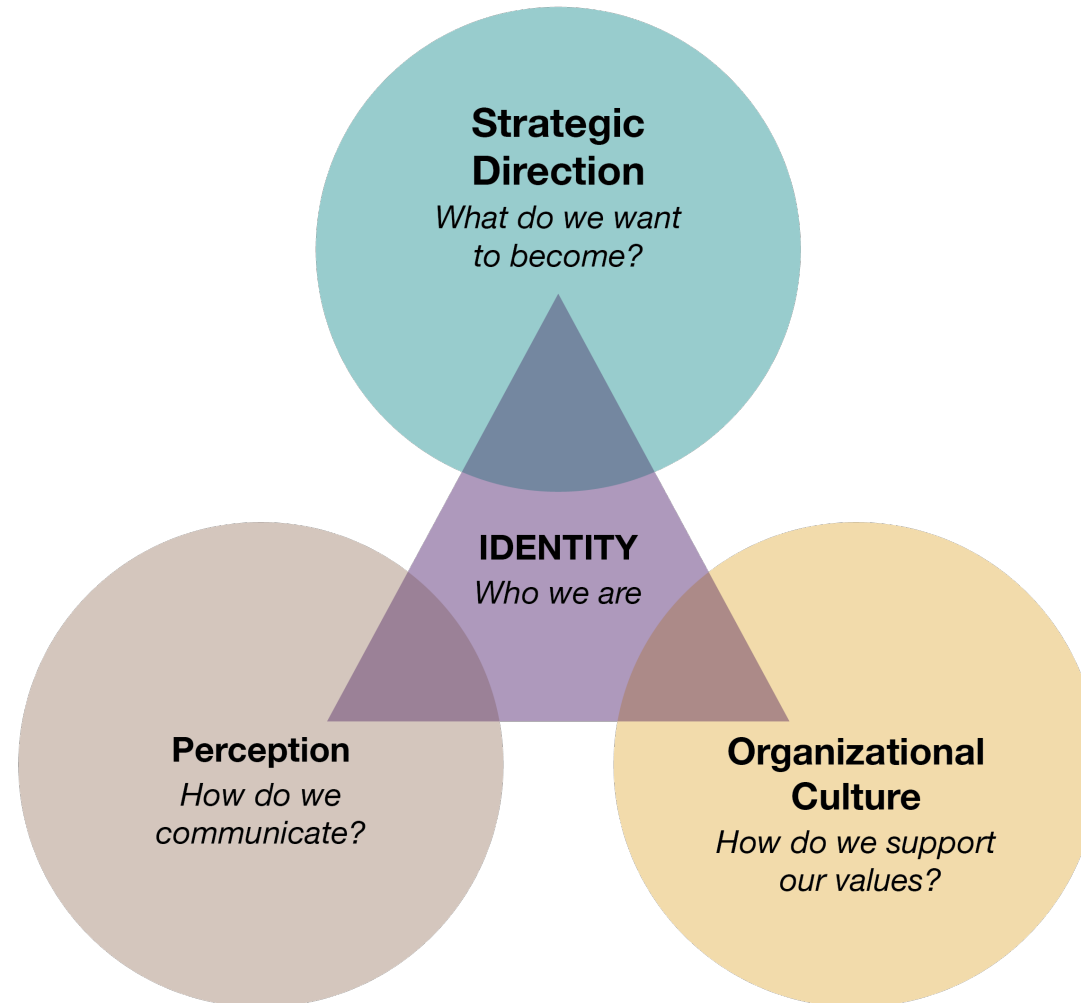 Strategic
Direction
What do we want
to become?
IDENTITY
Who we are
Perception
How do we
communicate?
Organizational
Culture
How do we support
our values?